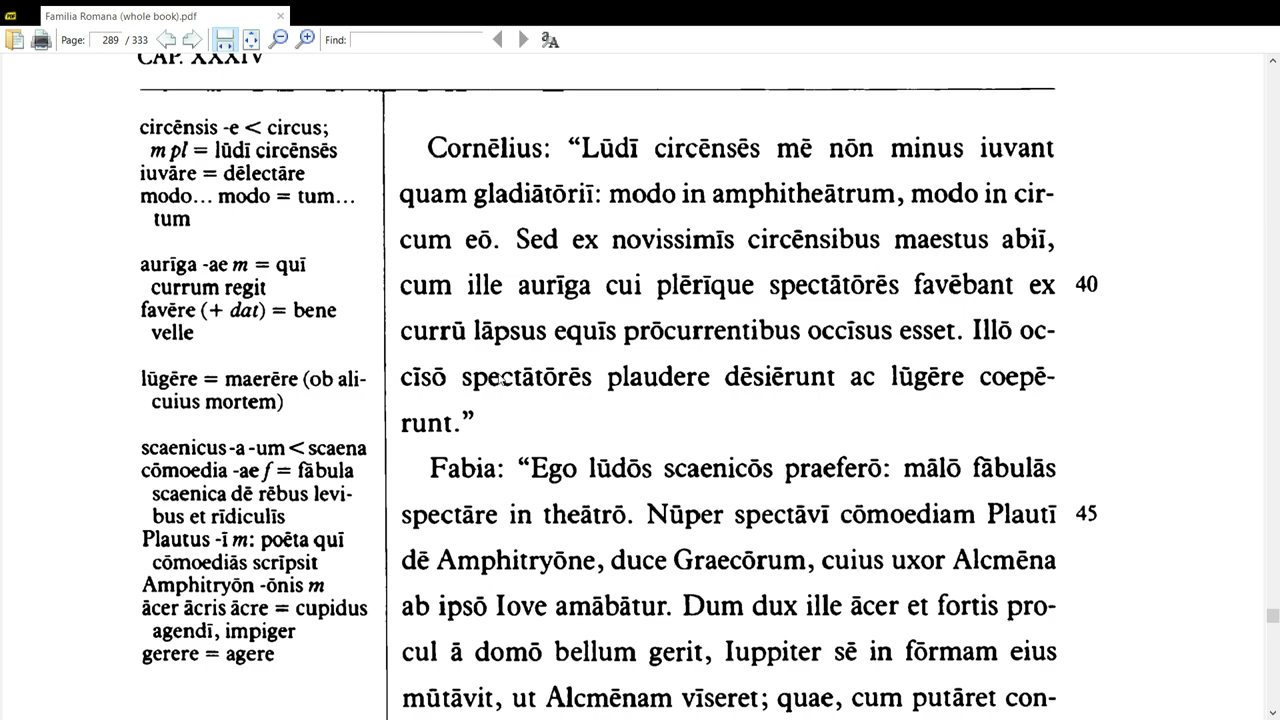 Familia Romana (whole book).pdf
Page: 289 / 333 Find:
CAP. XXXIV
circēnsis -e < circus;
m pl = lūdī circēnsēs
iuvāre = dēlectāre
modo... modo = tum...
tum
aurīga -ae m = quī
currum regit
favēre (+ dat) = bene
velle
lūgēre = maerēre (ob ali-
cuius mortem)
scaenicus -a -um < scaena
cōmoedia -ae f = fābula
scaenica dē rēbus levi-
bus et rīdiculīs
Plautus -ī m: poēta quī
cōmoediās scrīpsit
Amphitryōn -ōnis m
ācer ācris ācre = cupidus
agendī, impiger
gerere = agere
Cornēlius: “Lūdī circēnsēs mē nōn minus iuvant
quam gladiātōriī: modo in amphitheātrum, modo in cir-
cum eō. Sed ex novissimīs circēnsibus maestus abiī,
cum ille aurīga cui plērīque spectātōrēs favēbant ex 40
currū lāpsus equīs prōcurrentibus occīsus esset. Illō oc-
cīsō spectātōrēs plaudere dēsiērunt ac lūgēre coepē-
runt.”
Fabia: “Ego lūdōs scaenicōs praeferō: mālō fābulās
spectāre in theātrō. Nūper spectāvī cōmoediam Plautī 45
dē Amphitryōne, duce Graecōrum, cuius uxor Alcmēna
ab ipsō Iove amābātur. Dum dux ille ācer et fortis pro-
cul ā domō bellum gerit, Iuppiter sē in fōrmam eius
mūtāvit, ut Alcmēnam vīseret; quae, cum putāret con-